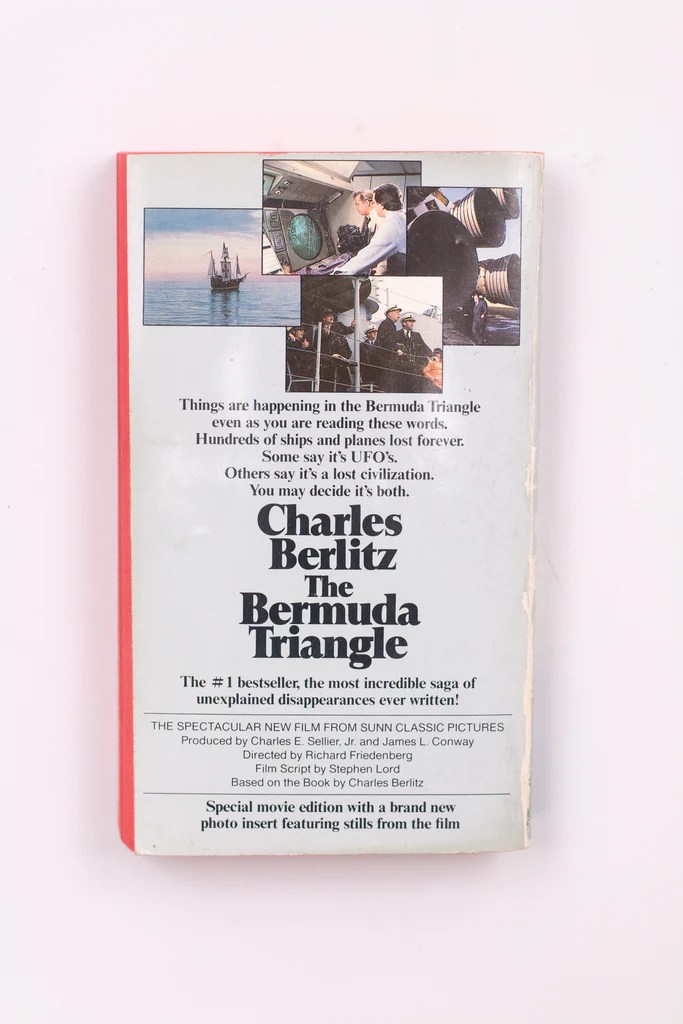 Things are happening in the Bermuda Triangle
even as you are reading these words.
Hundreds of ships and planes lost forever.
Some say it's UFO's.
Others say it's a lost civilization.
You may decide it's both.
Charles
Berlitz
The
Bermuda
Triangle
The #1 bestseller, the most incredible saga of
unexplained disappearances ever written!
THE SPECTACULAR NEW FILM FROM SUNN CLASSIC PICTURES
Produced by Charles E. Sellier, Jr. and James L. Conway
Directed by Richard Friedenberg
Film Script by Stephen Lord
Based on the Book by Charles Berlitz
Special movie edition with a brand new
photo insert featuring stills from the film